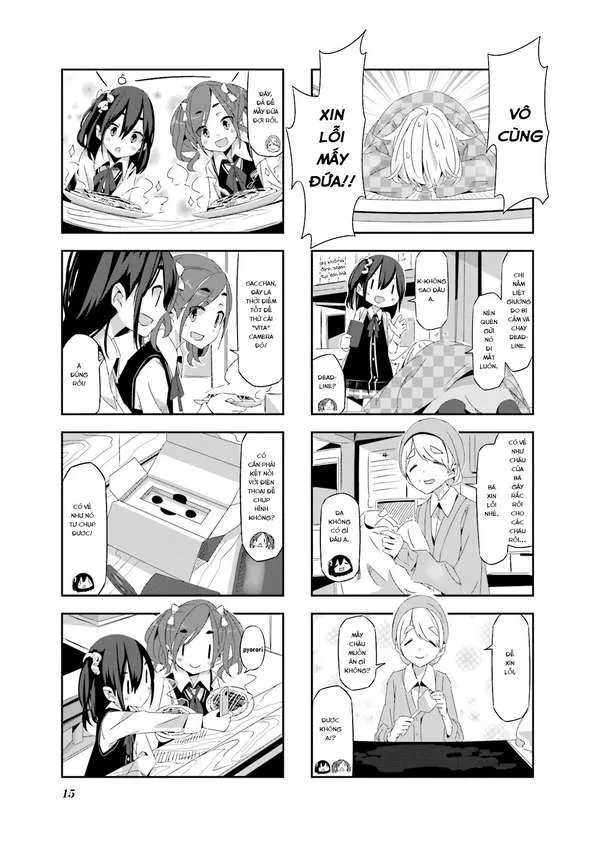 VÔ
CÙNG
XIN
LỖI
MẤY
ĐỨA!!
CHỊ
NẰM LIỆT
GIƯỜNG DO BỊ
CẢM VÀ
CHẠY
DEAD-
LINE.
NÊN
QUÊN
GỬI
NÓ ĐI
MẤT
LUÔN.
K-KHÔNG
SAO ĐÂU
Ạ.
DEAD-
LINE?
CÓ VẺ
NHƯ CHÁU
CỦA
BÀ GÂY
RẮC RỐI
CHO
CÁC CHÁU
RỒI...
BÀ
XIN LỖI
NHÉ.
DẠ
KHÔNG CÓ GÌ
ĐÂU Ạ.
ĐỂ
XIN
LỖI,
MẤY
CHÁU
MUỐN
ĂN GÌ
KHÔNG?
ĐƯỢC
KHÔNG
Ạ?
ĐÂY,
ĐÃ ĐỂ
MẤY ĐỨA
ĐỢI RỒI.
SACCHAN,
ĐÂY LÀ
THỜI ĐIỂM
TỐT ĐỂ
THỬ CÁI
"VITA"
CAMERA
ĐÓ!
À
ĐÚNG
RỒI!
CÓ
CẦN PHẢI
KẾT NỐI
VỚI ĐIỆN
THOẠI ĐỂ
CHỤP
HÌNH
KHÔNG?
CÓ VẺ
NHƯ NÓ
TỰ CHỤP
ĐƯỢC!
pyorori
15